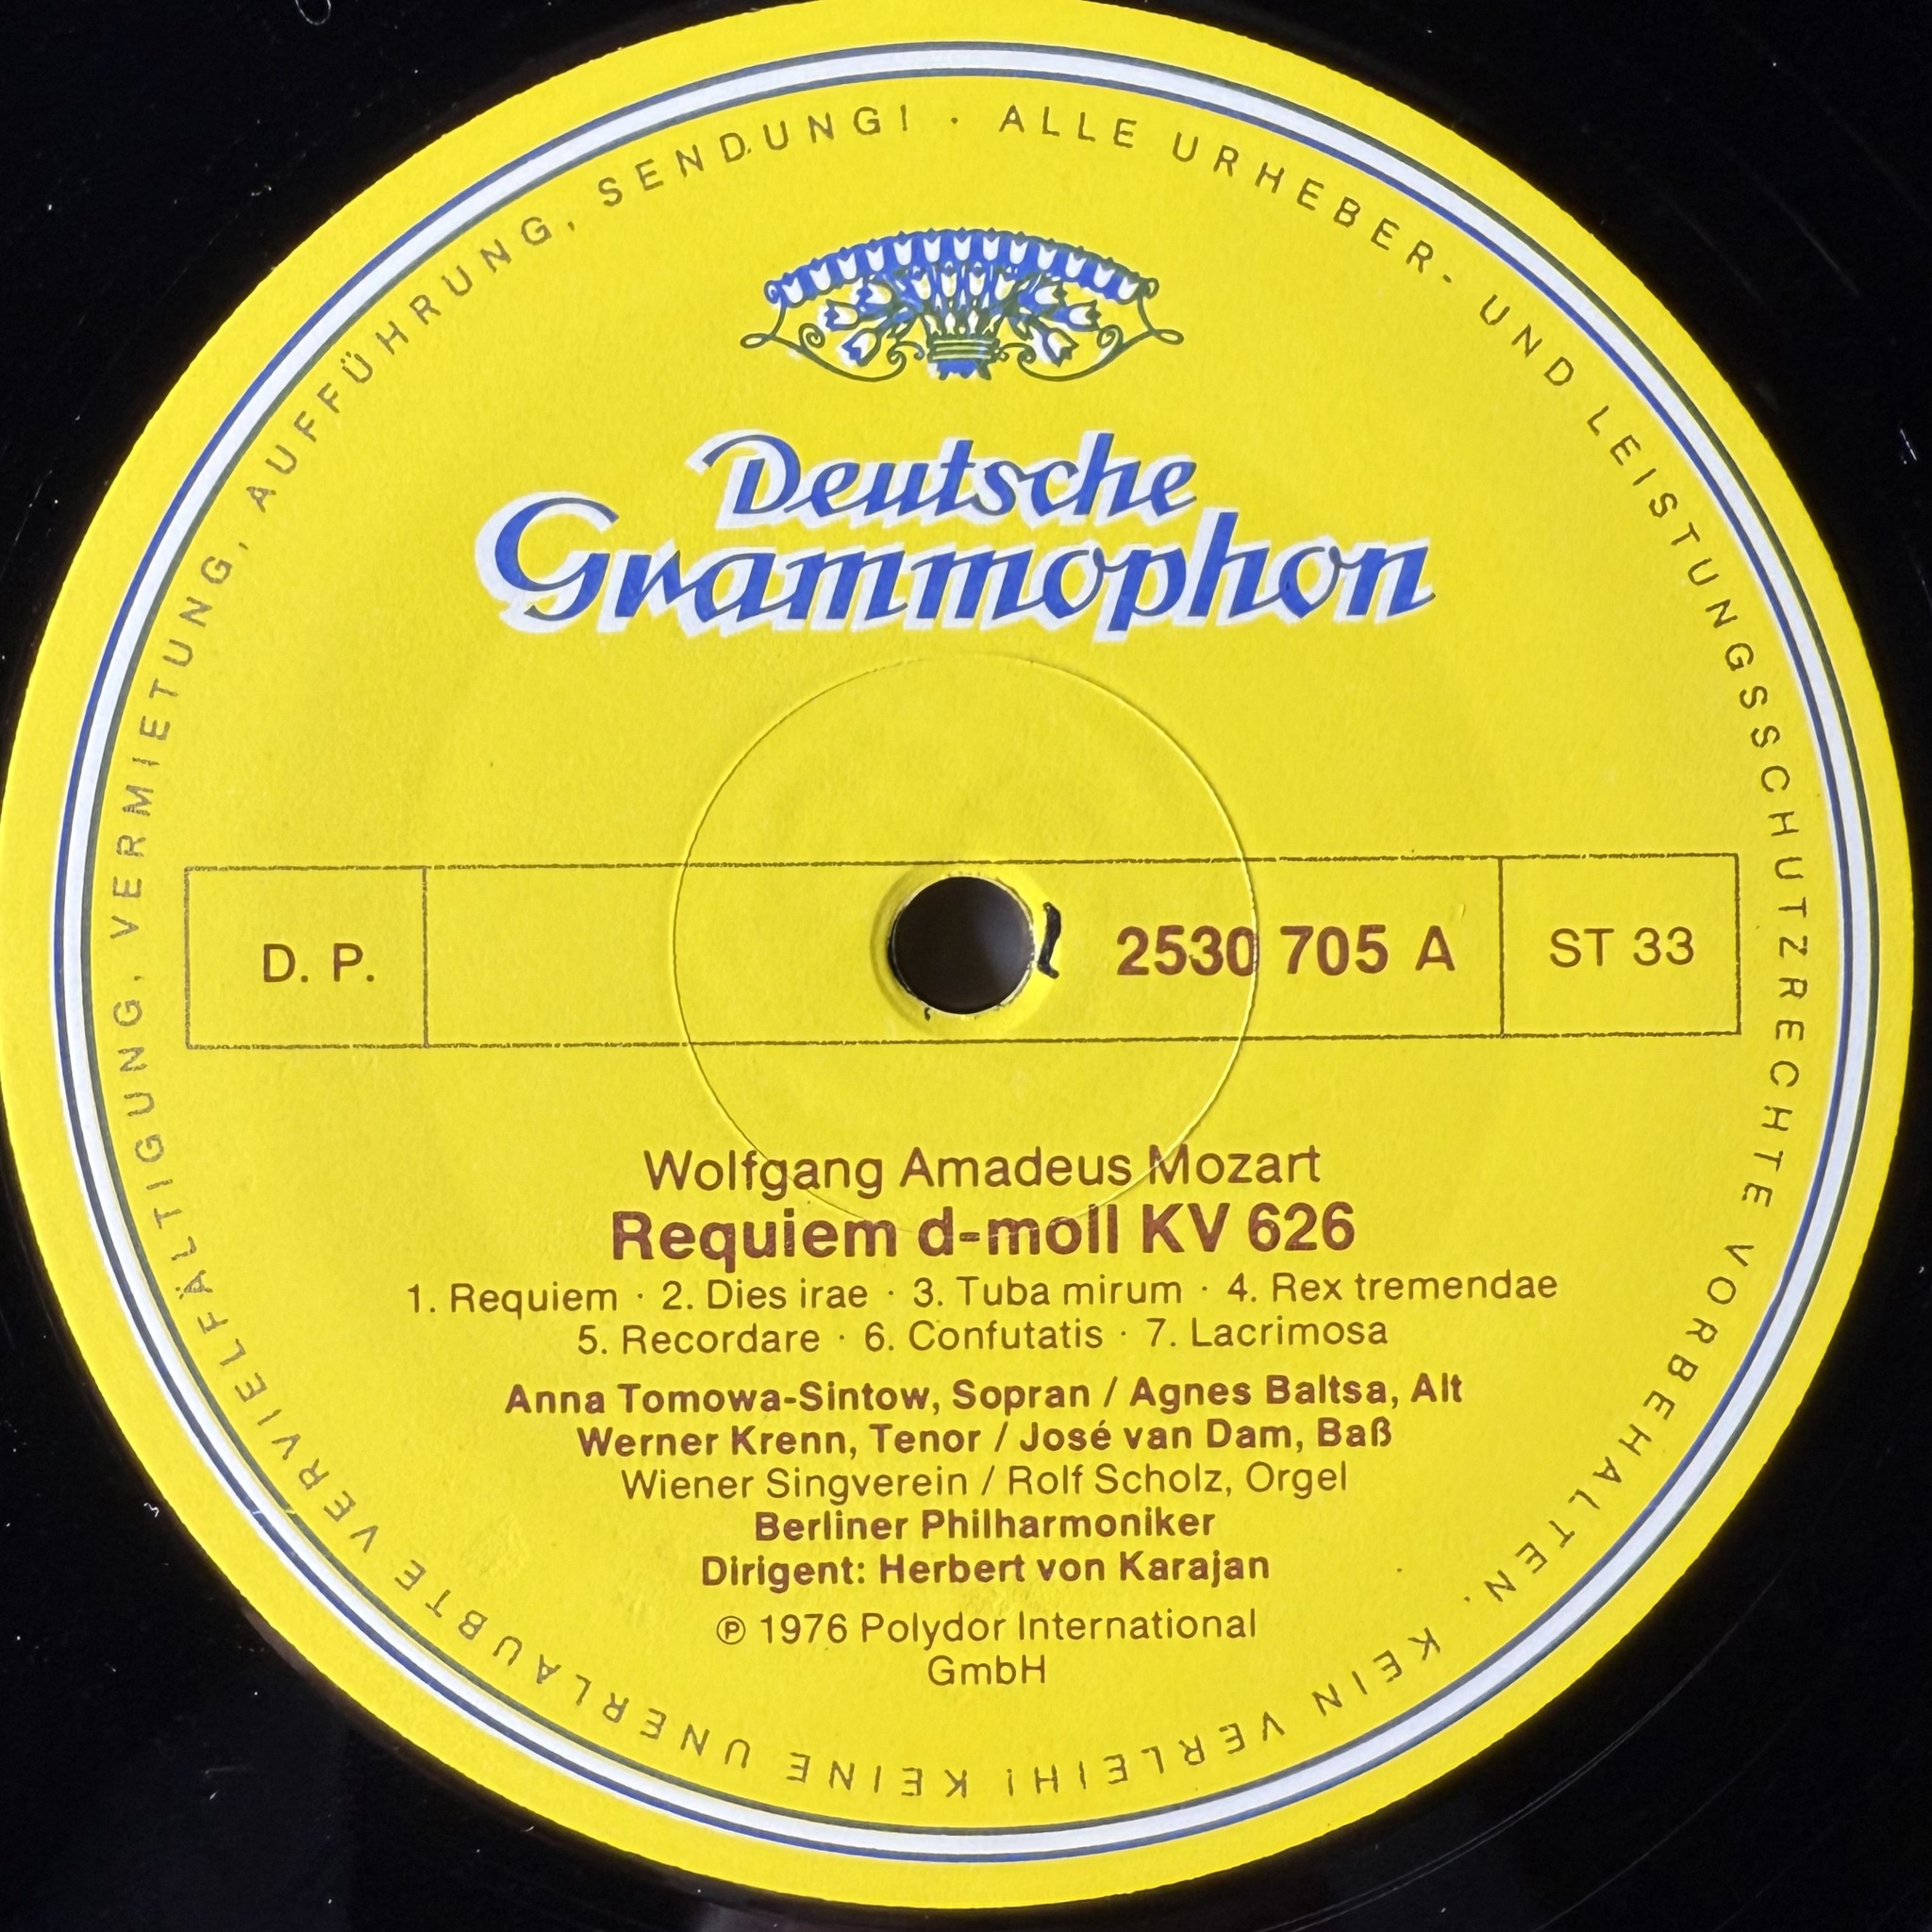 ALLE URHEBER- UND LEISTUNGSSCHUTZRECHTE VORBEHALTEN. KEIN VERLEIH! KEINE UNERLAUBTE VERVIELFÄLTIGUNG, VERMIETUNG, AUFFÜHRUNG, SENDUNG! ·
Deutsche
Grammophon
D. P.
2530 705 A
ST 33
Wolfgang Amadeus Mozart
Requiem d-moll KV 626
1. Requiem · 2. Dies irae · 3. Tuba mirum · 4. Rex tremendae
5. Recordare · 6. Confutatis · 7. Lacrimosa
Anna Tomowa-Sintow, Sopran / Agnes Baltsa, Alt
Werner Krenn, Tenor / José van Dam, Baß
Wiener Singverein / Rolf Scholz, Orgel
Berliner Philharmoniker
Dirigent: Herbert von Karajan
℗ 1976 Polydor International
GmbH